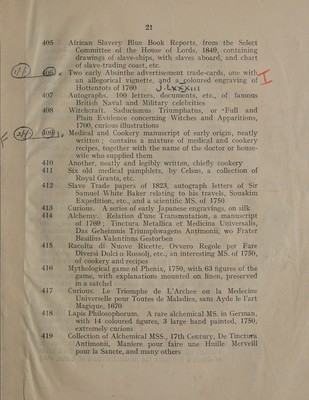 21
405 African Slavery Blue Book Reports, from the Select
Committee of the House of Lords, 1849, containing
drawings of slave-ships, with slaves aboard, and chart
of slave-trading coast, etc.
406 Two early Absinthe advertisement trade-cards, one with
an allegorical vignette, and a coloured engraving of
Hottentots of 1760
407 Autographs. 100 letters, documents, etc., of famous
British Naval and Military celebrities
408 Witchcraft. Saducismus Triumphatus, or "Full and
Plain Evidence concerning Witches and Apparitions,
1700, curious illustrations
409 Medical and Cookery manuscript of early origin, neatly
written; contains a mixture of medical and cookery
recipes, together with the name of the doctor or house-
wife who supplied them
410 Another, neatly and legibly written, chiefly cookery
411 Six old medical pamphlets, by Celsus, a collection of
Royal Grants, etc.
412 Slave Trade papers of 1823, autograph letters of Sir
Samuel White Baker relating to his travels, Souakim
Expedition, etc., and a scientific MS. of 1750
413 Curious. A series of early Japanese engravings, on silk
414 Alchemy. Relation d'une Transmutation, a manuscript
of 1769; Tinctura Metallica et Medicina Universalis,
Das Geheimnis Triumphwagens Antimonii, wo Frater
Basilius Valentinus Gestorben
415 Raccolta di Nuove Ricette, Ovvero Regole per Fare
Diversi Dolci o Rossolj, etc., an interesting MS. of 1750,
of cookery and recipes
416 Mythological game of Phenix, 1750, with 63 figures of the
game, with explanations mounted on linen, preserved
in a satchel
417 Curious. Le Triomphe de L'Archee on la Medecine
Universelle pour Toutes de Maladies, sans Ayde le l'art
Magique, 1670
418 Lapis Philosophorum. A rare alchemical MS. in German,
with 14 coloured figures, 3 large hand painted, 1750,
extremely curious
419 Collection of Alchemical MSS., 17th Century, De Tinctura
Antimonii, Maniere pour faire une Huille Merveill
pour la Sancte, and many others